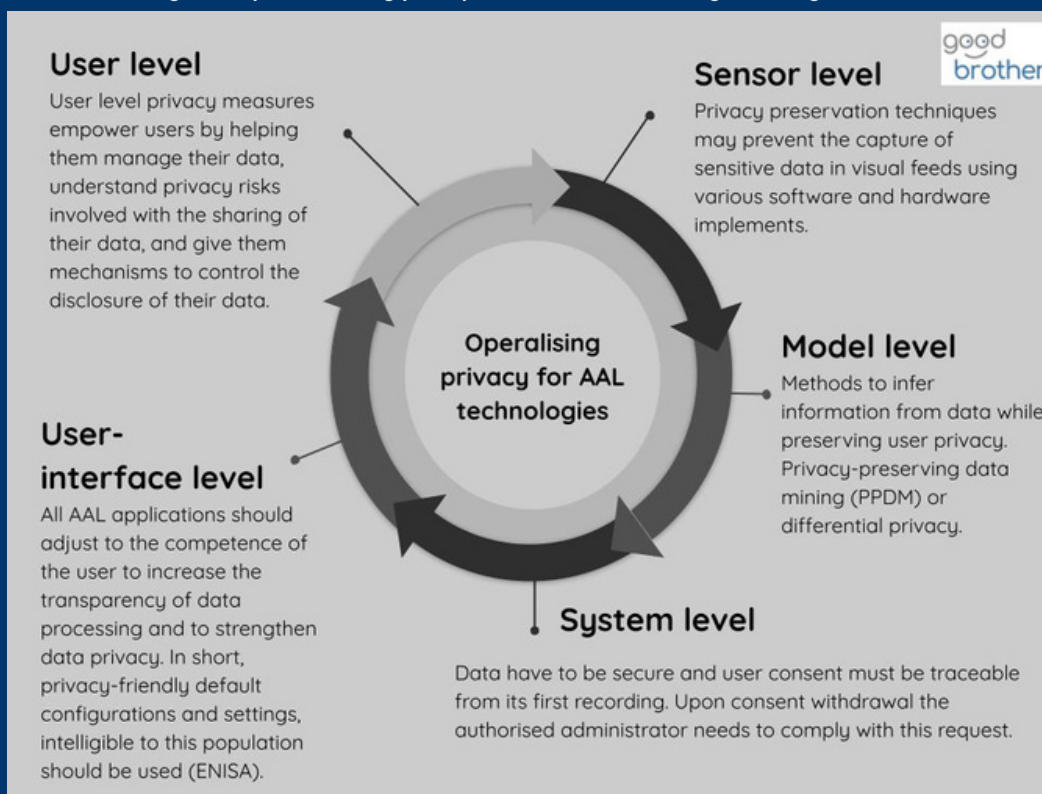 good
brother
User level
User level privacy measures
empower users by helping
them manage their data,
understand privacy risks
involved with the sharing of
their data, and give them
mechanisms to control the
disclosure of their data.
Sensor level
Privacy preservation techniques
may prevent the capture of
sensitive data in visual feeds using
various software and hardware
implements.
Operalising
privacy for AAL
technologies
Model level
Methods to infer
information from data while
preserving user privacy.
Privacy-preserving data
mining (PPDM) or
differential privacy.
User-
interface level
All AAL applications should
adjust to the competence of
the user to increase the
transparency of data
processing and to strengthen
data privacy. In short,
privacy-friendly default
configurations and settings,
intelligible to this population
should be used (ENISA).
System level
Data have to be secure and user consent must be traceable
from its first recording. Upon consent withdrawal the
authorised administrator needs to comply with this request.